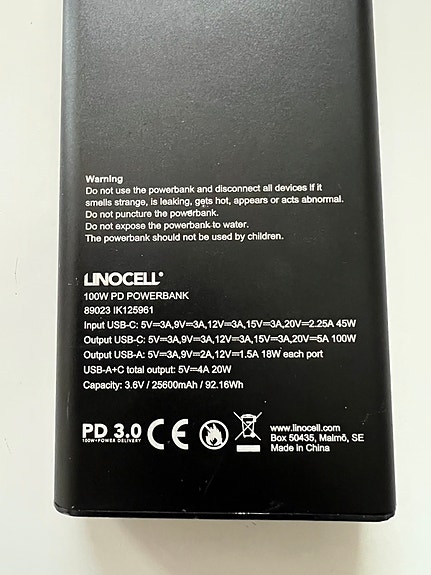 Warning
Do not use the powerbank and disconnect all devices if it
smells strange, is leaking, gets hot, appears or acts abnormal.
Do not puncture the powerbank.
Do not expose the powerbank to water.
The powerbank should not be used by children.
LINOCELL®
100W PD POWERBANK
89023 IK125961
Input USB-C: 5V⎓3A,9V⎓3A,12V⎓3A,15V⎓3A,20V⎓2.25A 45W
Output USB-C: 5V⎓3A,9V⎓3A,12V⎓3A,15V⎓3A,20V⎓5A 100W
Output USB-A: 5V⎓3A,9V⎓2A,12V⎓1.5A 18W each port
USB-A+C total output: 5V⎓4A 20W
Capacity: 3.6V / 25600mAh / 92.16Wh
PD 3.0
100W+POWER DELIVERY
CE
www.linocell.com
Box 50435, Malmö, SE
Made in China